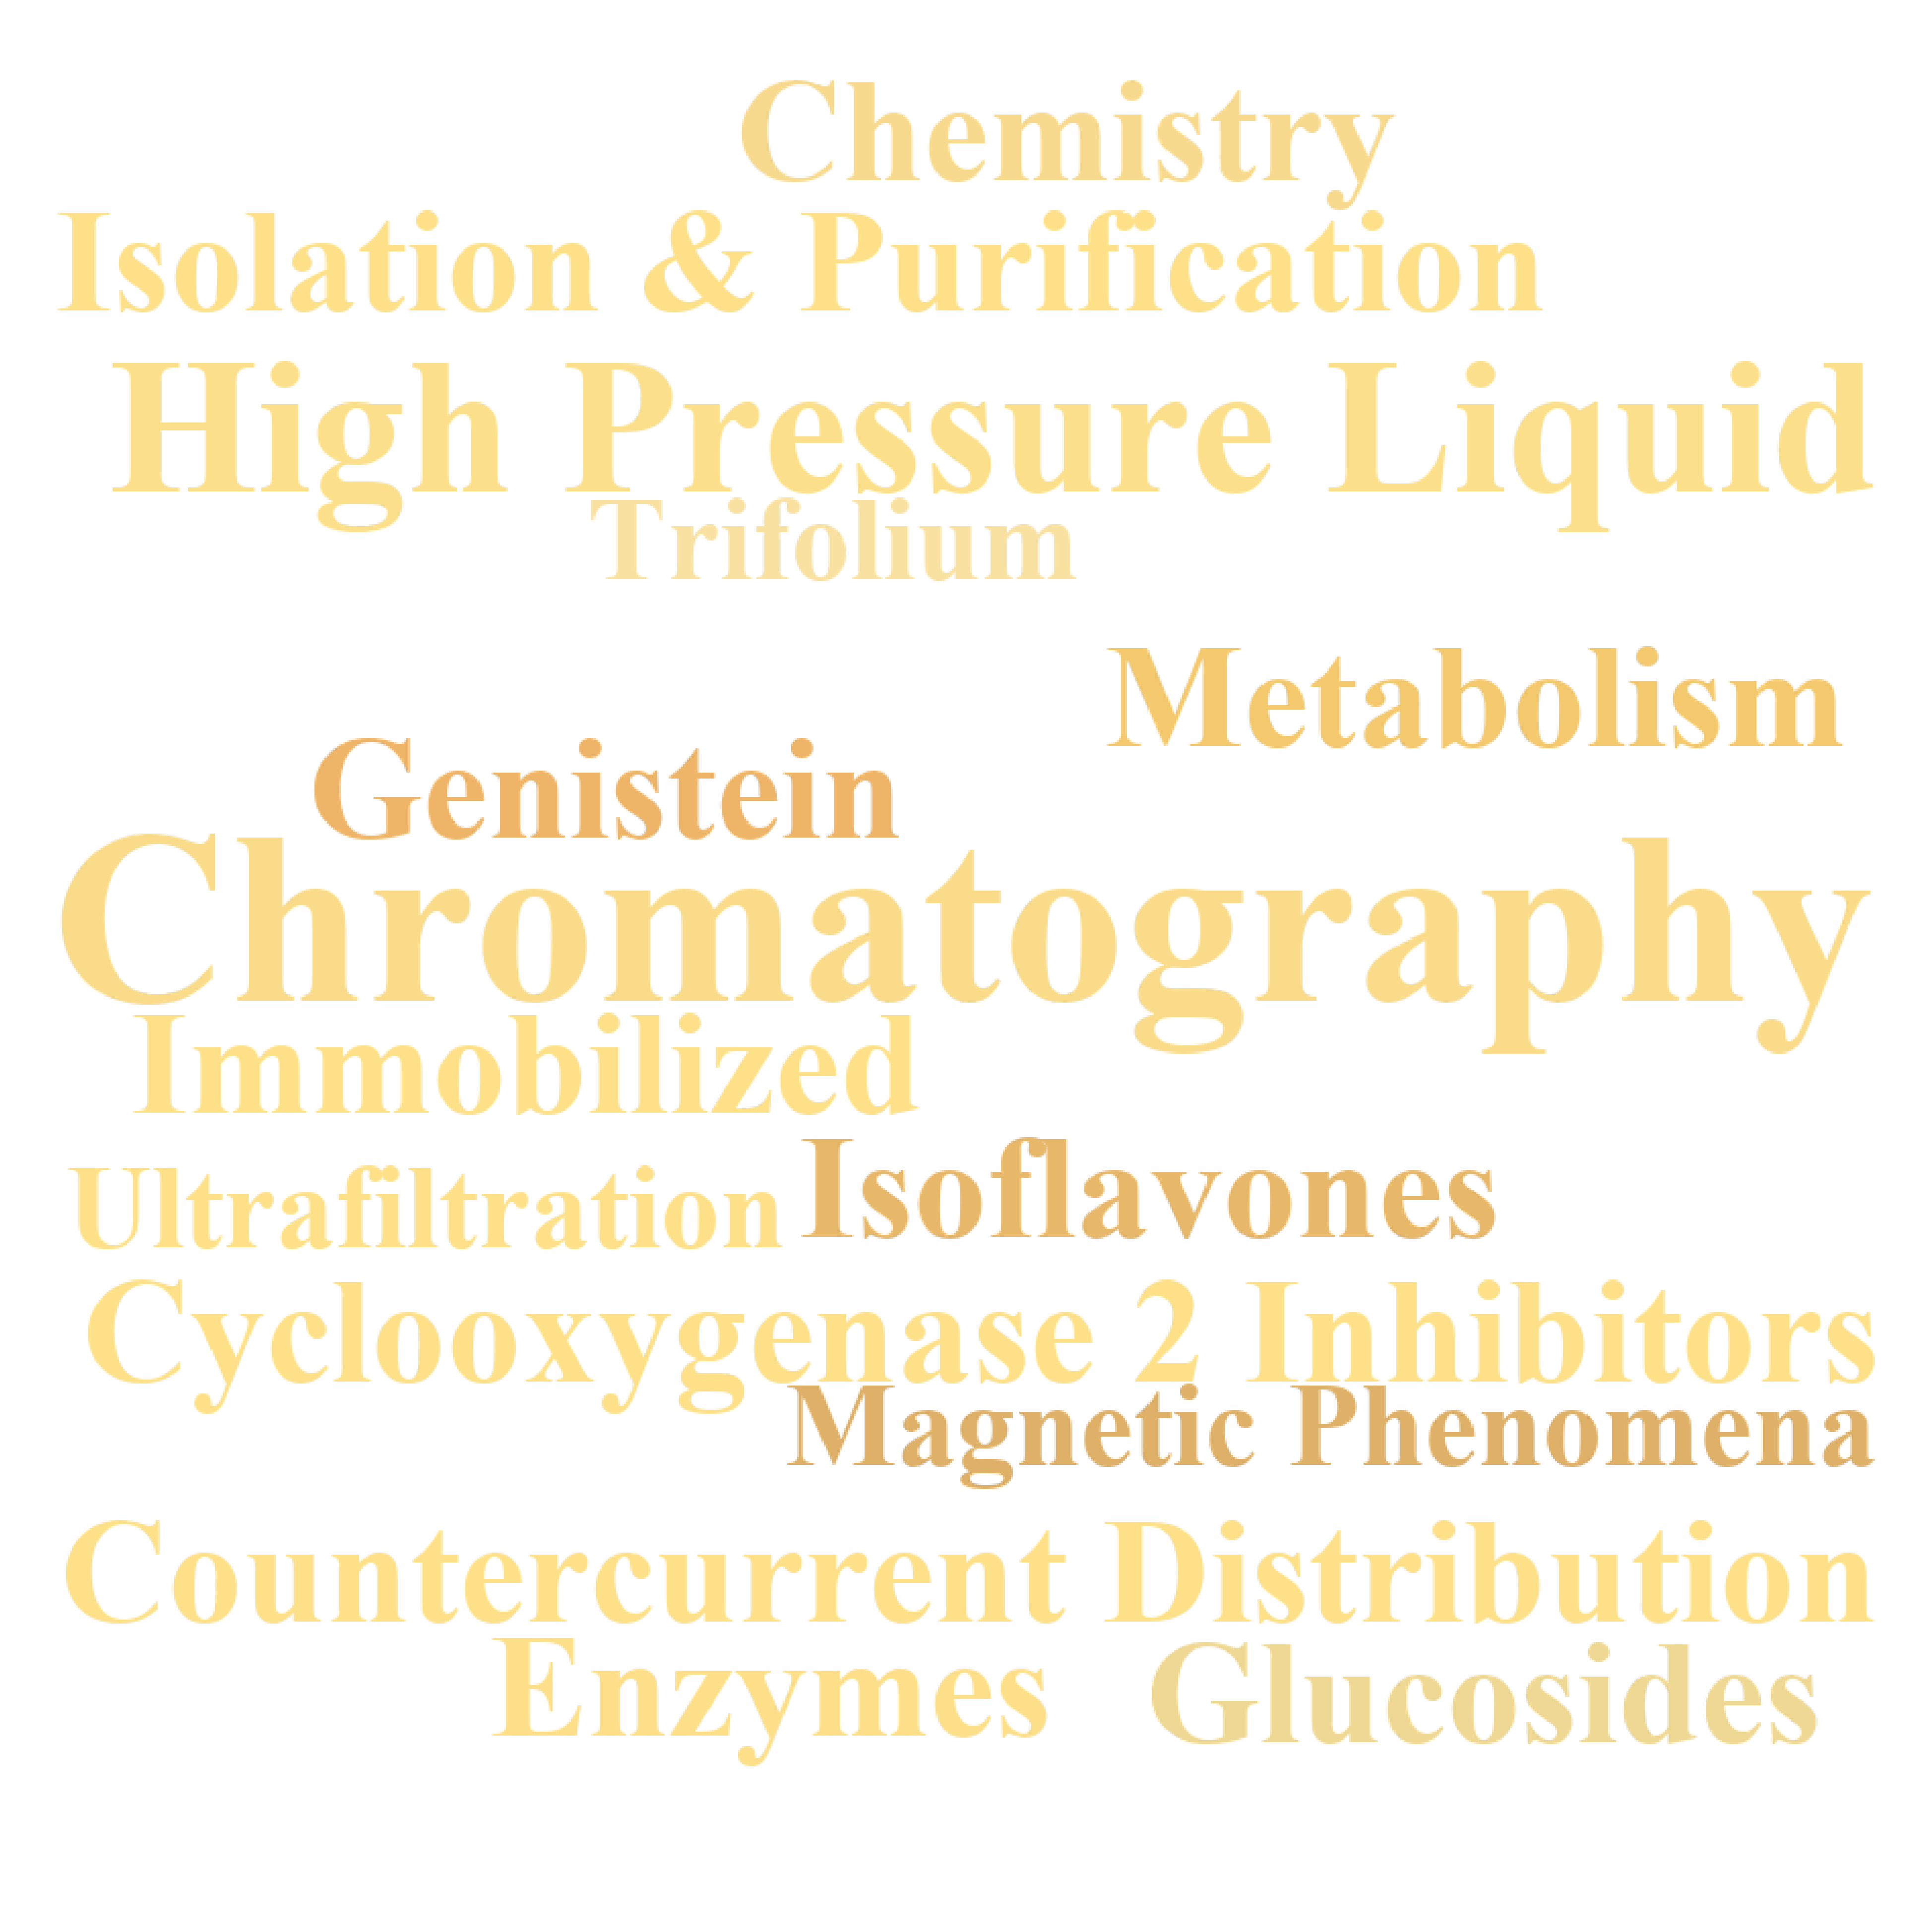 Chemistry
Isolation & Purification
High Pressure Liquid
Trifolium
Metabolism
Genistein
Chromatography
Immobilized
Isoflavones
Ultrafiltration
Cyclooxygenase 2 Inhibitors
Magnetic Phenomena
Countercurrent Distribution
Enzymes
Glucosides